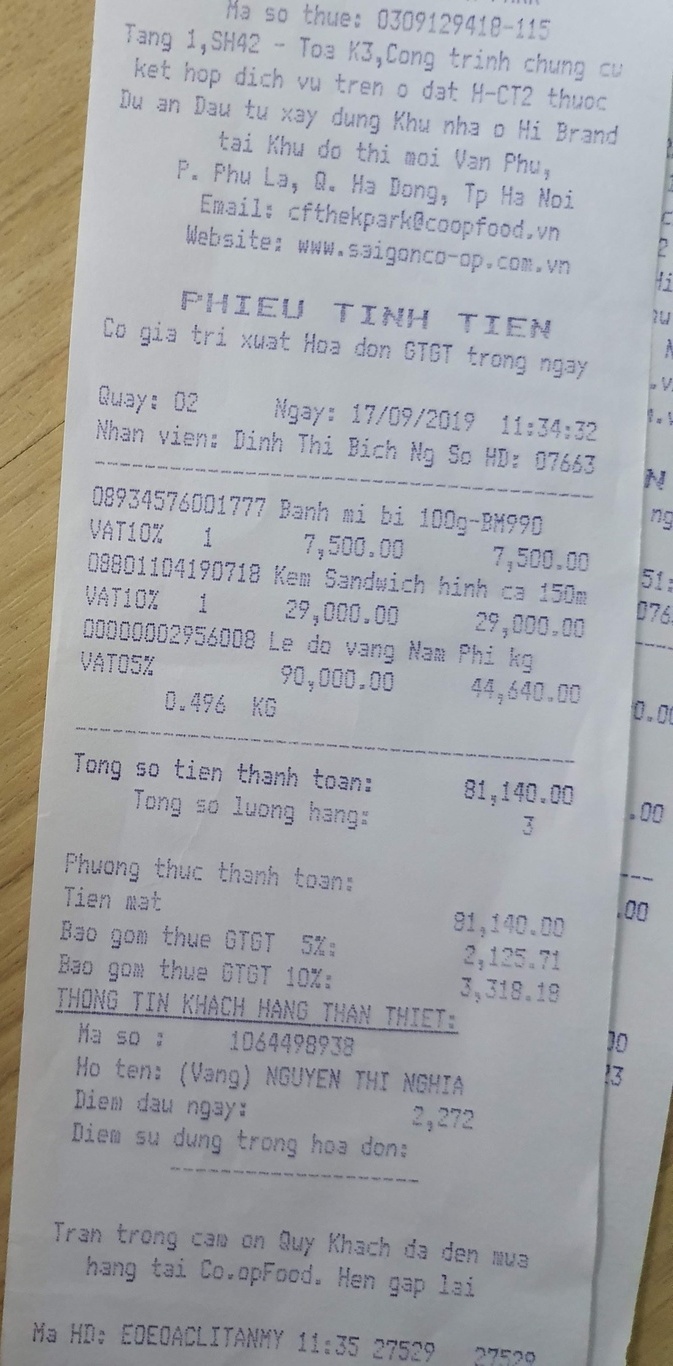 Ma so thue: 0309129418-115
Tang 1,SH42 - Toa K3,Cong trinh chung cu
ket hop dich vu tren o dat H-CT2 thuoc
Du an Dau tu xay dung Khu nha o Hi Brand
tai Khu do thi moi Van Phu,
P. Phu La, Q. Ha Dong, Tp Ha Noi
Email: cfthekpark@coopfood.vn
Website: www.saigonco-op.com.vn
PHIEU TINH TIEN
Co gia tri xuat Hoa don GTGT trong ngay
Quay: 02 Ngay: 17/09/2019 11:34:32
Nhan vien: Dinh Thi Bich Ng So HD: 07663
08934576001777 Banh mi bi 100g-BM990
VAT10% 1 7,500.00 7,500.00
08801104190718 Kem Sandwich hinh ca 150m
VAT10% 1 29,000.00 29,000.00
00000002956008 Le do vang Nam Phi kg
VAT05% 90,000.00 44,640.00
0.496 KG
Tong so tien thanh toan: 81,140.00
Tong so luong hang: 3
Phuong thuc thanh toan:
Tien mat 81,140.00
Bao gom thue GTGT 5%: 2,125.71
Bao gom thue GTGT 10%: 3,318.18
THONG TIN KHACH HANG THAN THIET:
Ma so : 1064498938
Ho ten: (Vang) NGUYEN THI NGHIA
Diem dau ngay: 2,272
Diem su dung trong hoa don:
Tran trong cam on Quy Khach da den mua
hang tai Co.opFood. Hen gap lai
Ma HD: EOEOACLITANMY 11:35 27529 27529